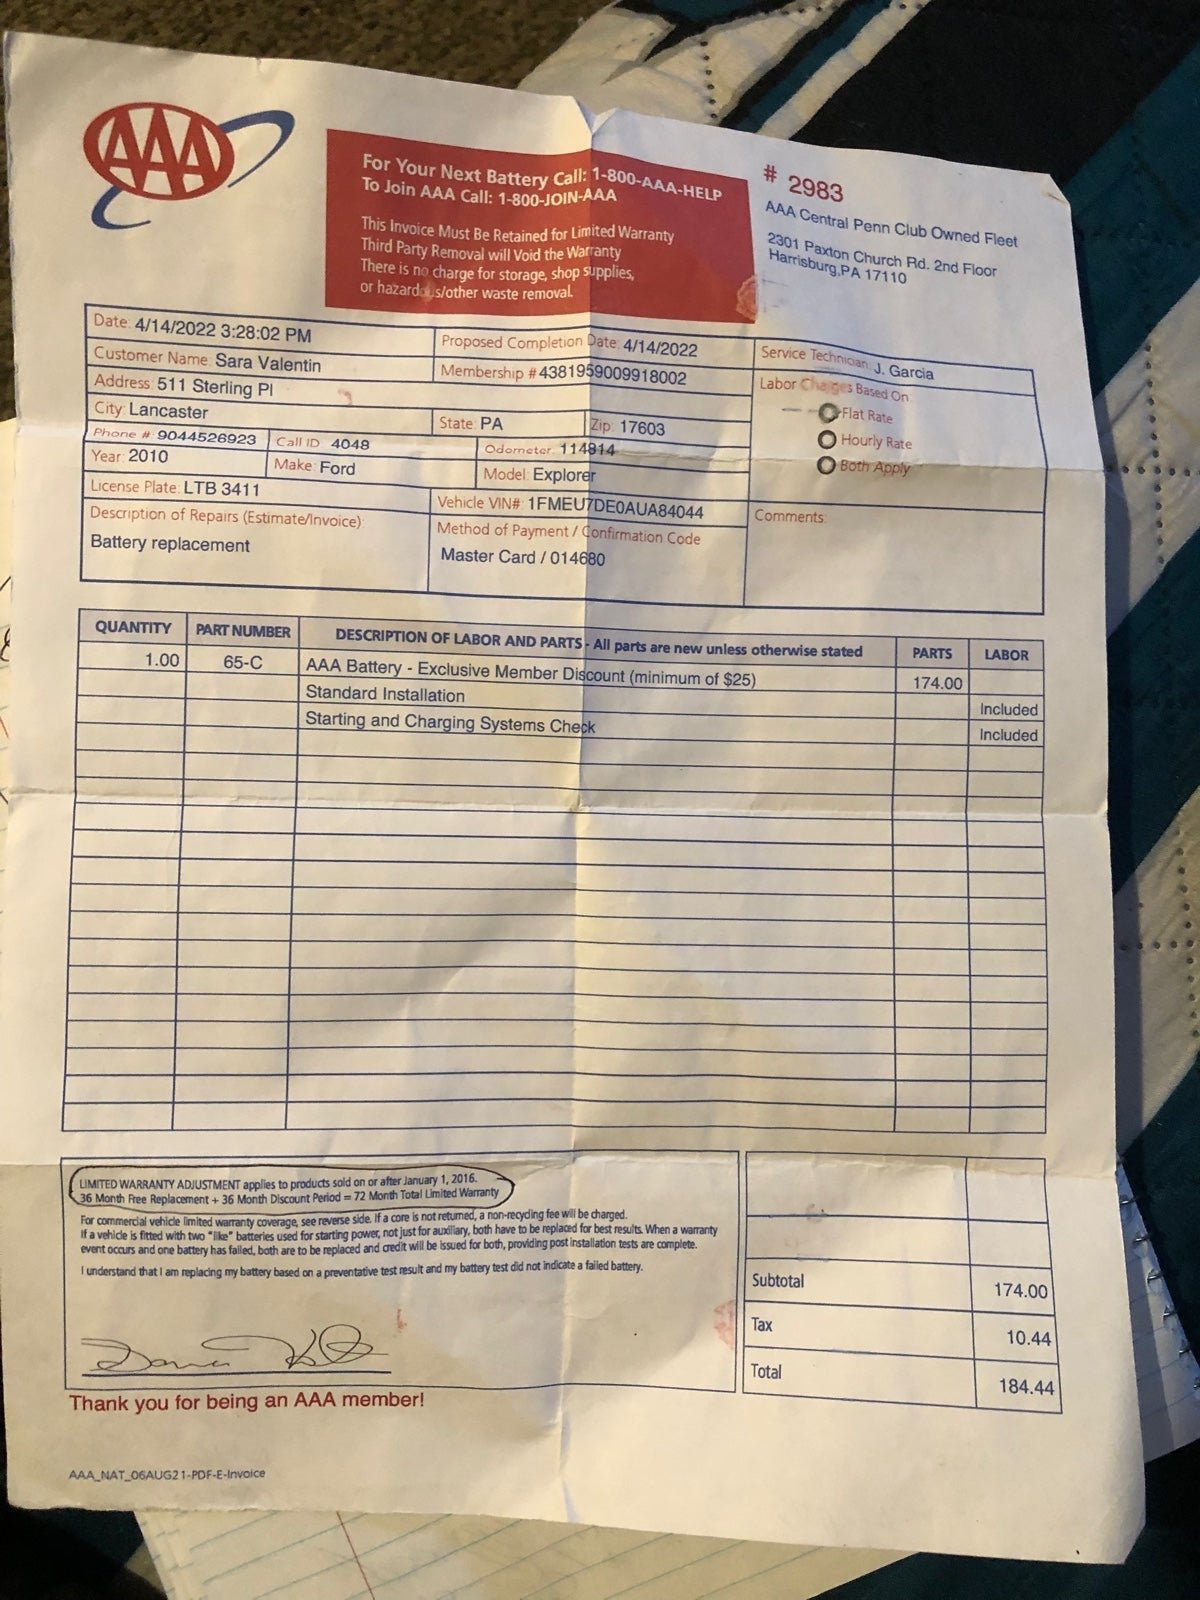 AAA
For Your Next Battery Call: 1-800-AAA-HELP
To Join AAA Call: 1-800-JOIN-AAA
This Invoice Must Be Retained for Limited Warranty
Third Party Removal will Void the Warranty
There is no charge for storage, shop supplies,
or hazardous/other waste removal.
# 2983
AAA Central Penn Club Owned Fleet
2301 Paxton Church Rd. 2nd Floor
Harrisburg,PA 17110
Date: 4/14/2022 3:28:02 PM
Proposed Completion Date: 4/14/2022
Service Technician: J. Garcia
Customer Name: Sara Valentin
Membership # 4381959009918002
Labor Charges Based On
Address: 511 Sterling Pl
Flat Rate
City: Lancaster
State: PA
Zip: 17603
Hourly Rate
Phone #: 9044526923
Call ID: 4048
Odometer: 114814
Both Apply
Year: 2010
Make: Ford
Model: Explorer
License Plate: LTB 3411
Vehicle VIN#: 1FMEU7DE0AUA84044
Comments:
Description of Repairs (Estimate/Invoice):
Method of Payment / Confirmation Code
Battery replacement
Master Card / 014680
QUANTITY PART NUMBER DESCRIPTION OF LABOR AND PARTS - All parts are new unless otherwise stated PARTS LABOR
1.00 65-C AAA Battery - Exclusive Member Discount (minimum of $25) 174.00
Standard Installation Included
Starting and Charging Systems Check Included
LIMITED WARRANTY ADJUSTMENT applies to products sold on or after January 1, 2016.
36 Month Free Replacement + 36 Month Discount Period = 72 Month Total Limited Warranty
For commercial vehicle limited warranty coverage, see reverse side. If a core is not returned, a non-recycling fee will be charged.
If a vehicle is fitted with two "like" batteries used for starting power, not just for auxiliary, both have to be replaced for best results. When a warranty
event occurs and one battery has failed, both are to be replaced and credit will be issued for both, providing post installation tests are complete.
I understand that I am replacing my battery based on a preventative test result and my battery test did not indicate a failed battery.
Subtotal 174.00
Tax 10.44
Total 184.44
Thank you for being an AAA member!
AAA_NAT_06AUG21-PDF-E-Invoice